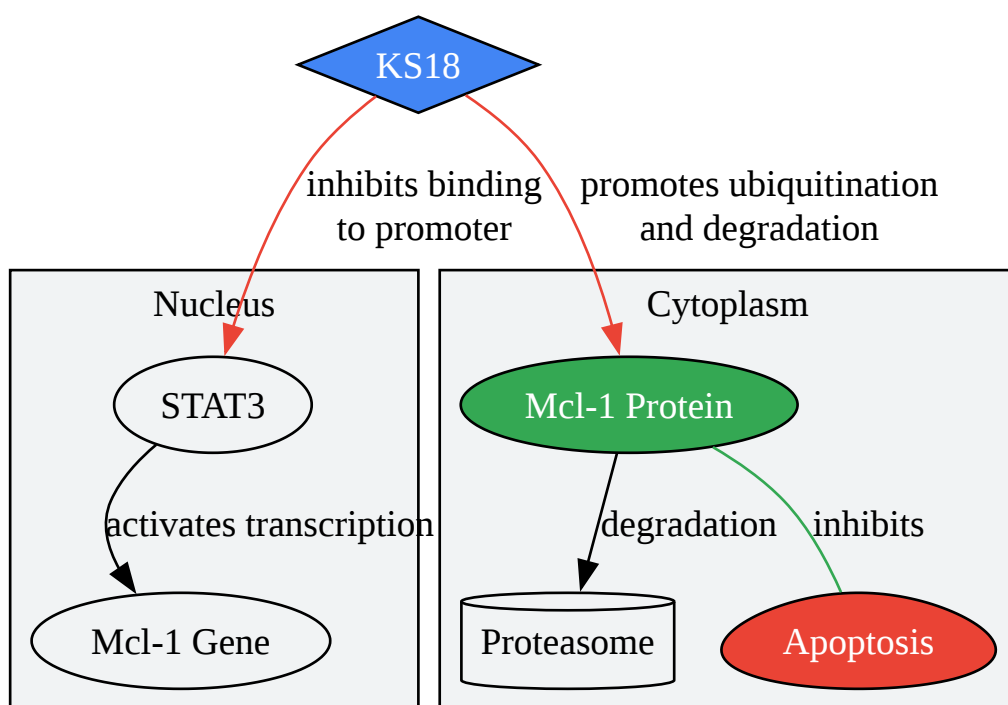 KS18
inhibits binding
to promoter
promotes ubiquitination
and degradation
Nucleus
Cytoplasm
STAT3
Mcl-1 Protein
activates transcription
degradation
inhibits
Mcl-1 Gene
Proteasome
Apoptosis